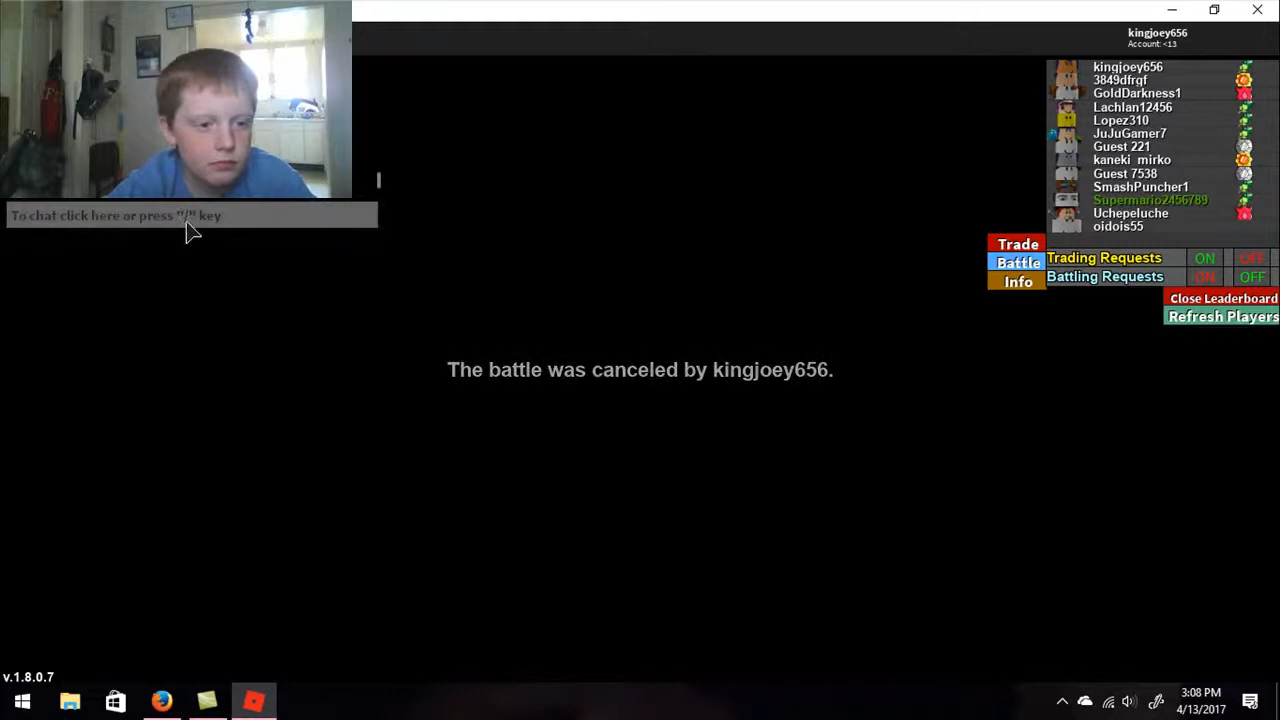 kingjoey656
Account: <13
kingjoey656
3849dfrgf
GoldDarkness1
Lachlan12456
Lopez310
JuJuGamer7
Guest 221
kaneki_mirko
Guest 7538
SmashPuncher1
Supermario2456789
Uchepeluche
oidois55
To chat click here or press "/" key
Trade
Battle
Info
Trading Requests ON OFF
Battling Requests ON OFF
Close Leaderboard
Refresh Players
The battle was canceled by kingjoey656.
v.1.8.0.7
3:08 PM
4/13/2017